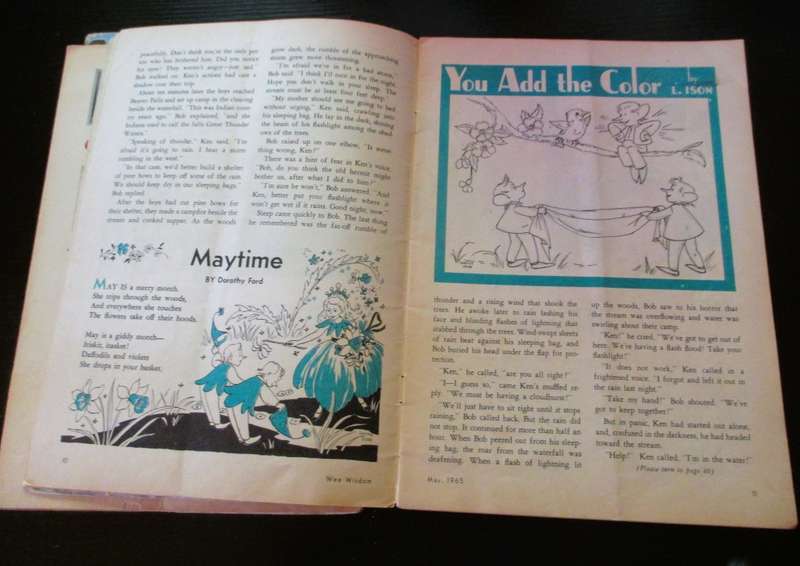 peacefully. Don't think you're the only per-
son who has bothered him. Did you notice
his nose? They weren't angry—just sad."
Bob walked on. Ken's actions had cast a
shadow over their trip.
About ten minutes later the boys reached
Beaver Falls and set up camp in the clearing
beside the waterfall. "This was Indian coun-
try years ago," Bob explained, "and the
Indians used to call the falls Great Thunder
Waters."
"Speaking of thunder," Ken said, "I'm
afraid it's going to rain. I hear a storm
rumbling in the west."
"In that case, we'd better build a shelter
of pine bows to keep off some of the rain.
We should keep dry in our sleeping bags,"
Bob replied.
After the boys had cut pine bows for
their shelter, they made a campfire beside the
stream and cooked supper. As the woods
grew dark, the rumble of the approaching
storm grew more threatening.
"I'm afraid we're in for a bad storm,"
Bob said. "I think I'll turn in for the night.
Hope you don't walk in your sleep. The
stream must be at least four feet deep."
"My mother should see me going to bed
without urging," Ken said, crawling into
his sleeping bag. He lay in the dark, shining
the beam of his flashlight among the shad-
ows of the trees.
Bob raised up on one elbow. "Is some-
thing wrong, Ken?"
There was a hint of fear in Ken's voice.
"Bob, do you think the old hermit might
bother us, after what I did to him?"
"I'm sure he won't," Bob answered. "And
Ken, better put your flashlight where it
won't get wet if it rains. Good night, now."
Sleep came quickly to Bob. The last thing
he remembered was the far-off rumble of
Maytime
BY Dorothy Ford
MAY IS a merry month.
She trips through the woods,
And everywhere she touches
The flowers take off their hoods.
May is a giddy month—
Itiskit, itasket!
Daffodils and violets
She drops in your basket.
10
Wee Wisdom
You Add the Color
by
L. ISON
thunder and a rising wind that shook the
trees. He awoke later to rain lashing his
face and blinding flashes of lightning that
stabbed through the trees. Wind-swept sheets
of rain beat against his sleeping bag, and
Bob buried his head under the flap for pro-
tection.
"Ken," he called, "are you all right?"
"I—I guess so," came Ken's muffled re-
ply. "We must be having a cloudburst!"
"We'll just have to sit tight until it stops
raining," Bob called back. But the rain did
not stop. It continued for more than half an
hour. When Bob peered out from his sleep-
ing bag, the roar from the waterfall was
deafening. When a flash of lightning lit
up the woods, Bob saw to his horror that
the stream was overflowing and water was
swirling about their camp.
"Ken!" he cried. "We've got to get out of
here. We're having a flash flood! Take your
flashlight!"
"It does not work," Ken called in a
frightened voice. "I forgot and left it out in
the rain last night."
"Take my hand!" Bob shouted. "We've
got to keep together!"
But in panic, Ken had started out alone,
and, confused in the darkness, he had headed
toward the stream.
"Help!" Ken called. "I'm in the water!"
(Please turn to page 40)
May, 1965
11